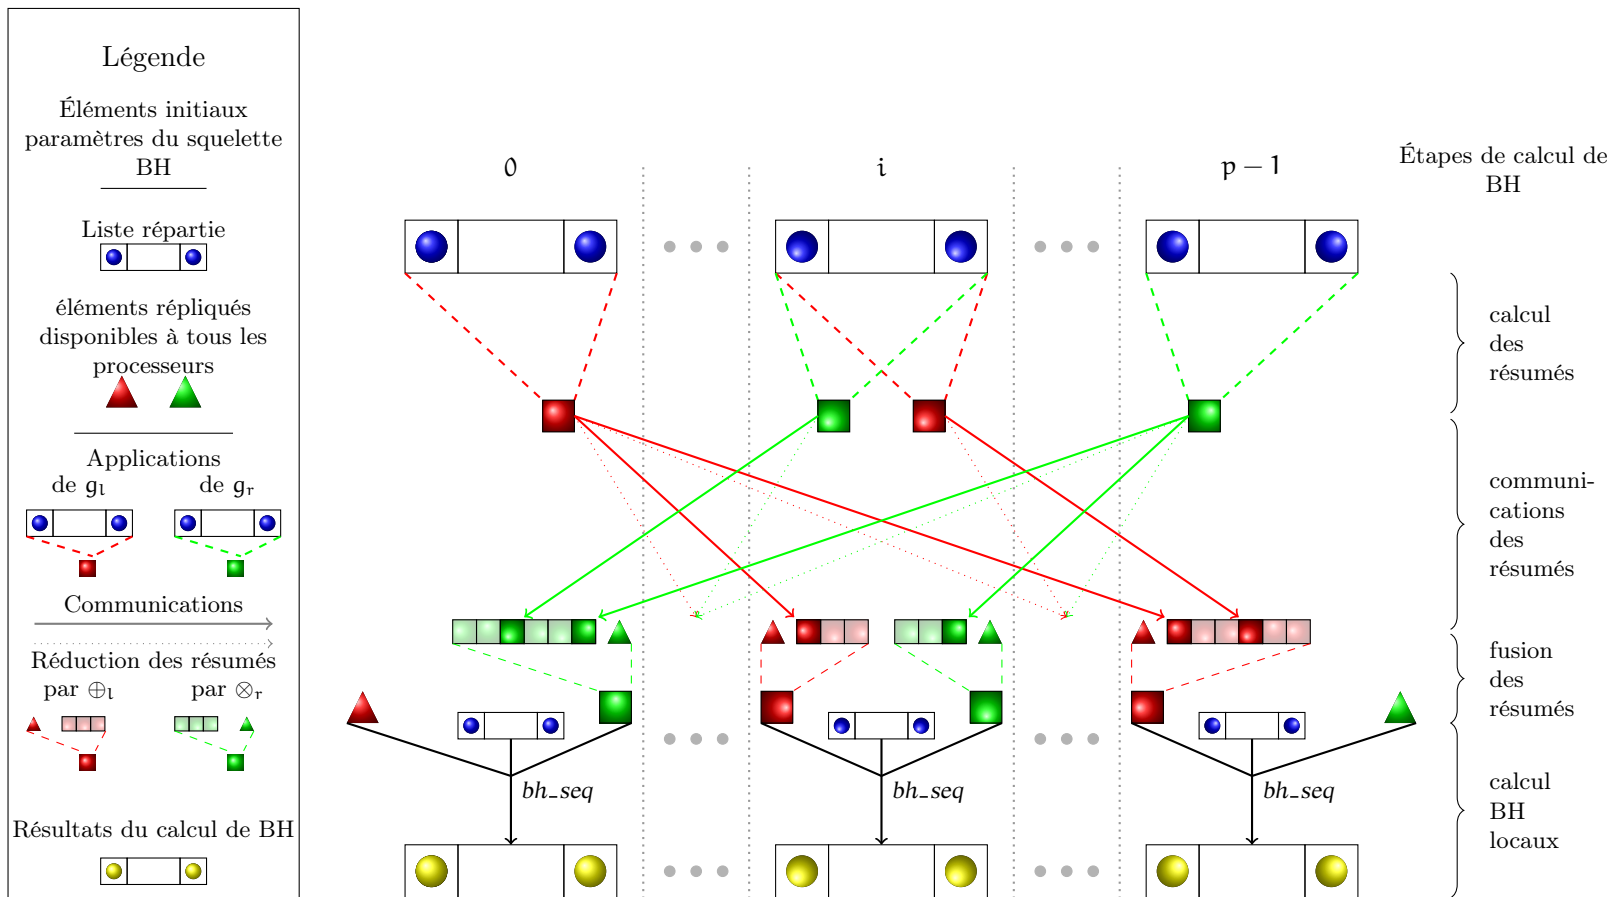 Légende
Éléments initiaux
paramètres du squelette
BH
Liste répartie
éléments répliqués
disponibles à tous les
processeurs
Applications
de gₗ
de gᵣ
Communications
Réduction des résumés
par ⊕ₗ
par ⊗ᵣ
Résultats du calcul de BH
0
i
p − 1
bh_seq
bh_seq
bh_seq
Étapes de calcul de
BH
calcul
des
résumés
communi-
cations
des
résumés
fusion
des
résumés
calcul
BH
locaux